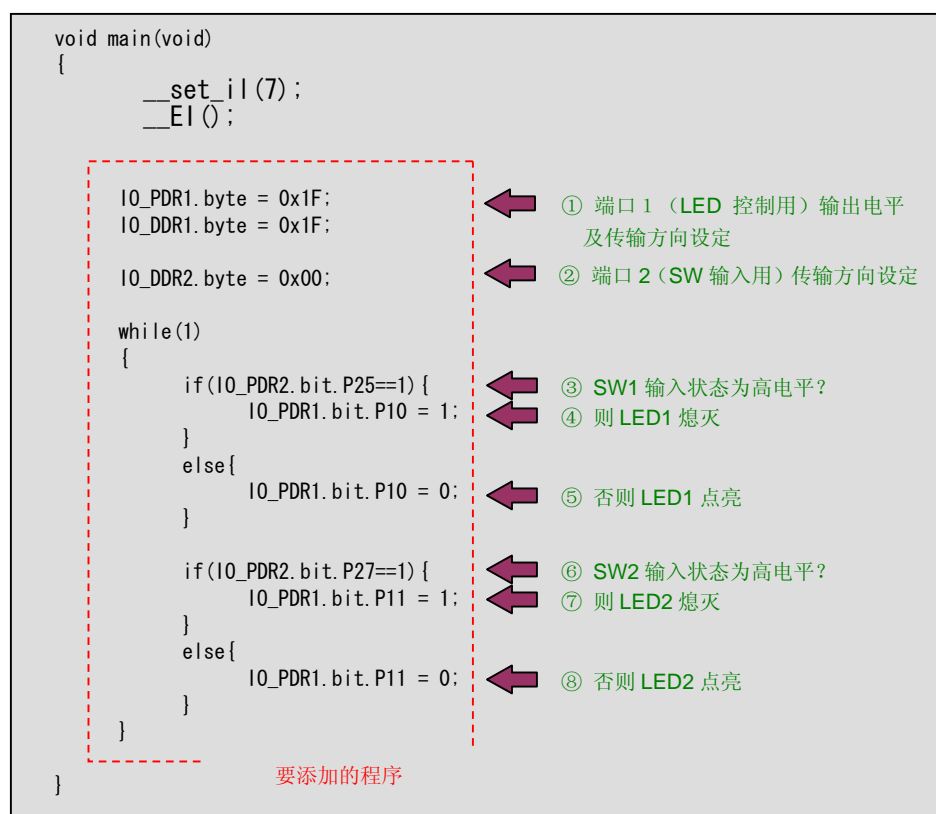 void main(void)
{
__set_il(7);
__EI();
IO_PDR1.byte = 0x1F;
IO_DDR1.byte = 0x1F;
① 端口 1 （LED 控制用）输出电平
及传输方向设定
IO_DDR2.byte = 0x00;
② 端口 2（SW 输入用）传输方向设定
while(1)
{
if(IO_PDR2.bit.P25==1){
③ SW1 输入状态为高电平?
IO_PDR1.bit.P10 = 1;
④ 则 LED1 熄灭
}
else{
IO_PDR1.bit.P10 = 0;
⑤ 否则 LED1 点亮
}
if(IO_PDR2.bit.P27==1){
⑥ SW2 输入状态为高电平?
IO_PDR1.bit.P11 = 1;
⑦ 则 LED2 熄灭
}
else{
IO_PDR1.bit.P11 = 0;
⑧ 否则 LED2 点亮
}
}
要添加的程序
}